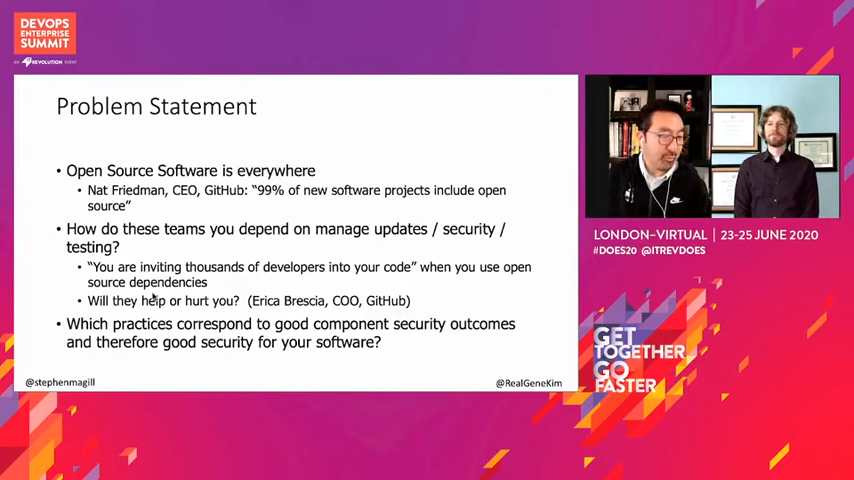 DEVOPS
ENTERPRISE
SUMMIT
AN IT REVOLUTION EVENT
Problem Statement
• Open Source Software is everywhere
• Nat Friedman, CEO, GitHub: “99% of new software projects include open
source”
• How do these teams you depend on manage updates / security /
testing?
• “You are inviting thousands of developers into your code” when you use open
source dependencies
• Will they help or hurt you? (Erica Brescia, COO, GitHub)
• Which practices correspond to good component security outcomes
and therefore good security for your software?
@stephenmagill
@RealGeneKim
LONDON–VIRTUAL | 23-25 JUNE 2020
#DOES20 @ITREVDOES
GET
TOGETHER
GO
FASTER